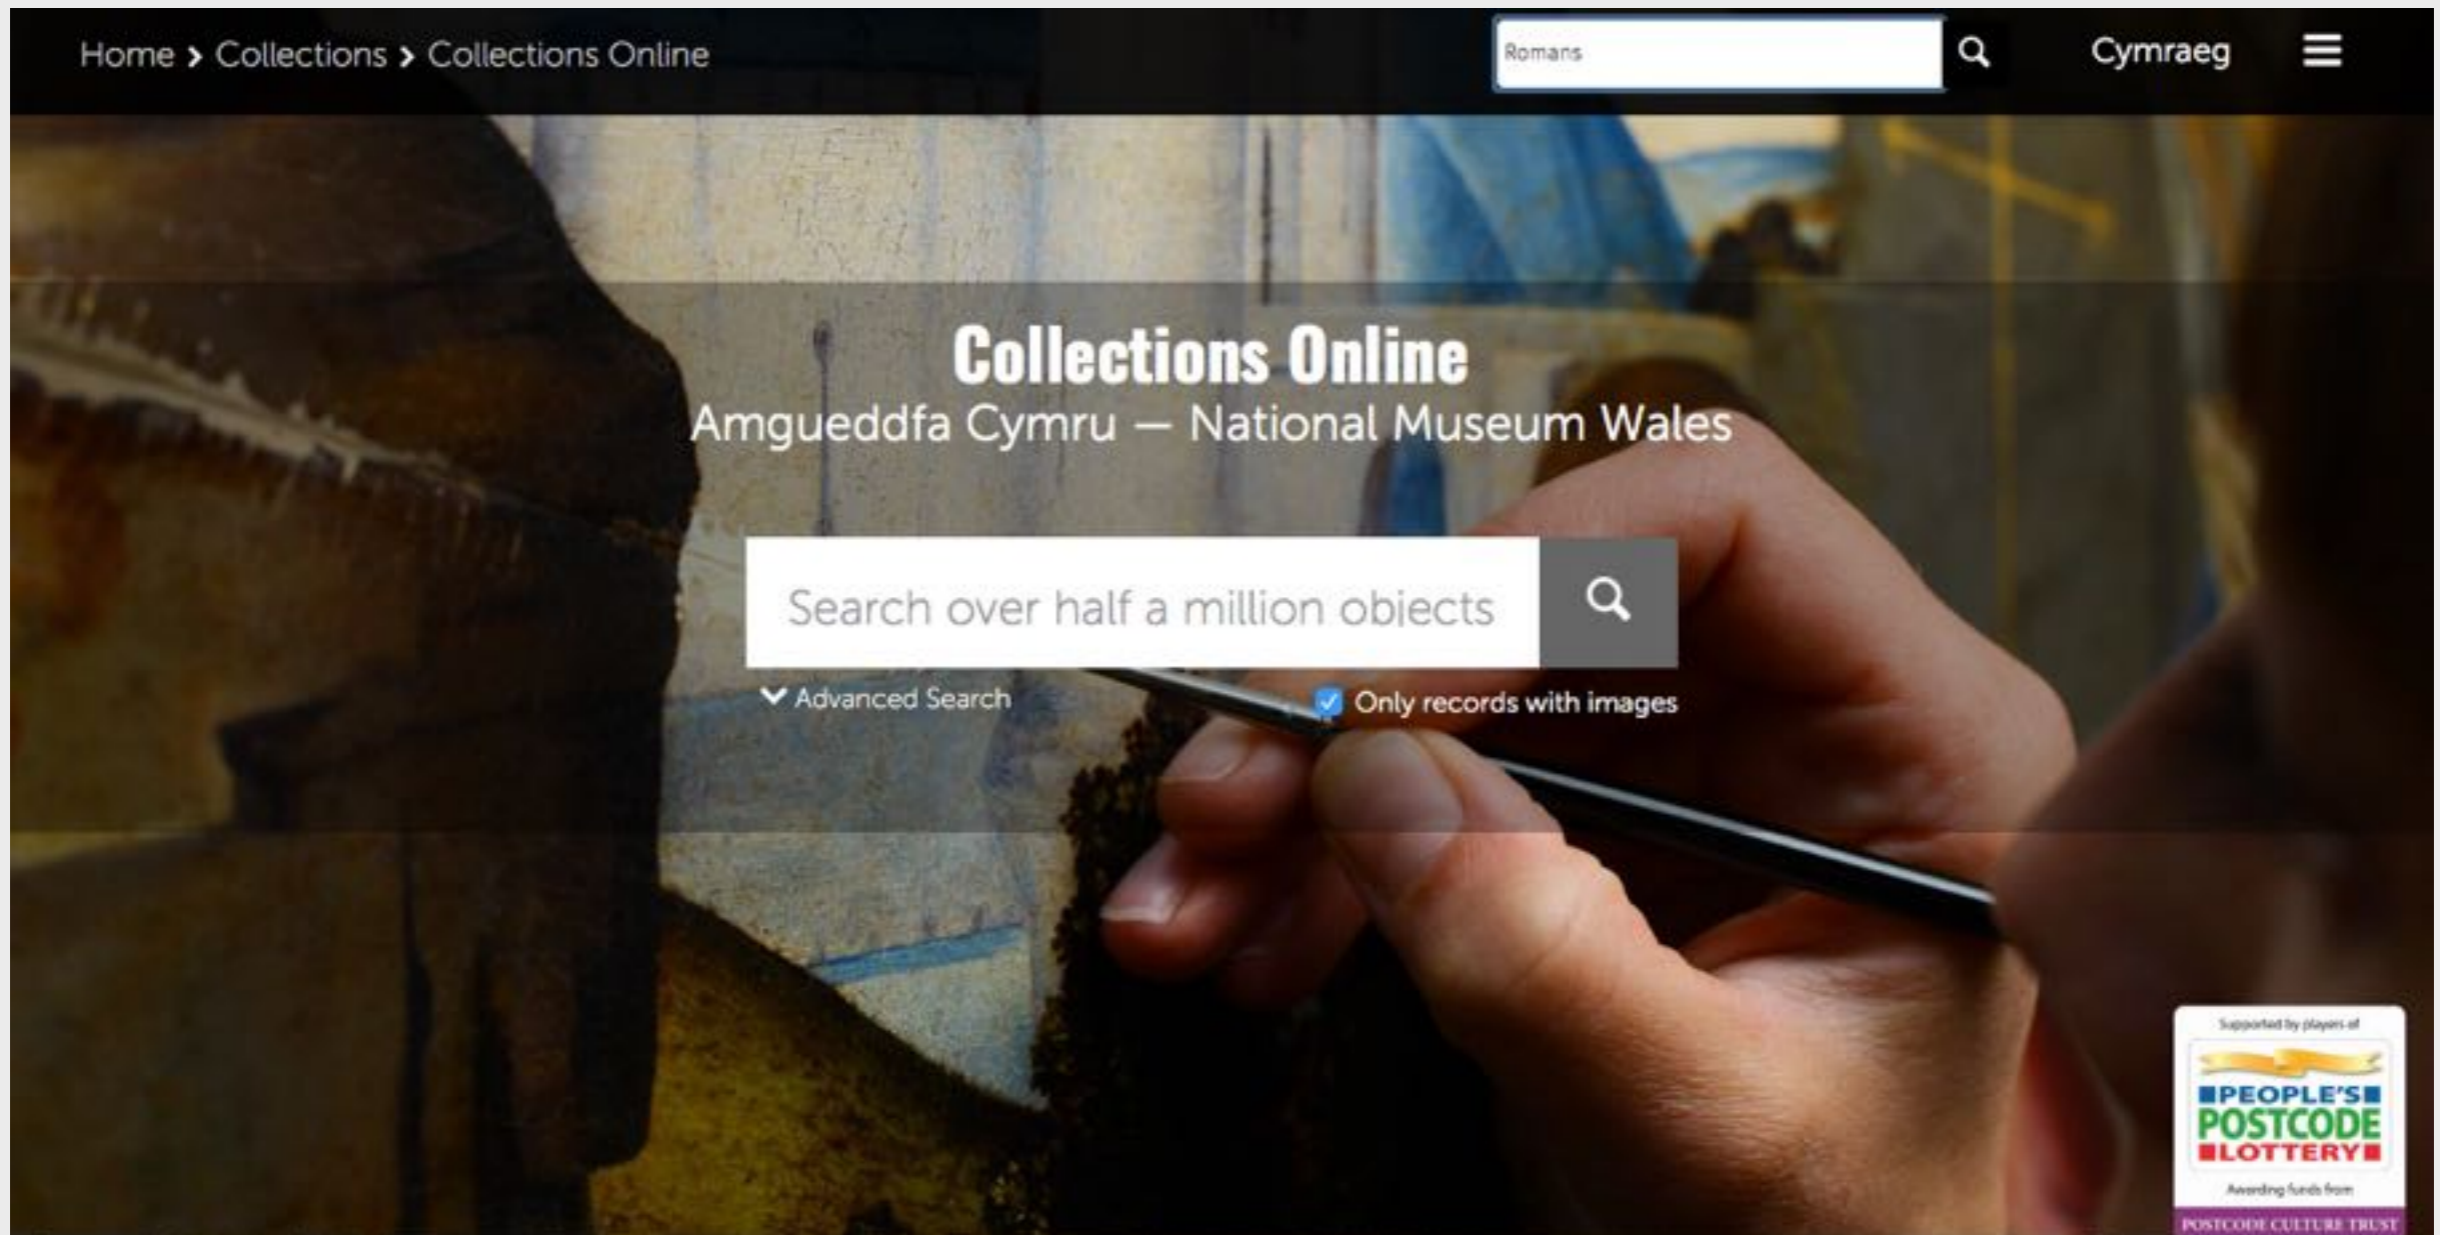 Home > Collections > Collections Online
Romans
Cymraeg
Collections Online
Amgueddfa Cymru — National Museum Wales
Search over half a million objects
Advanced Search
Only records with images
Supported by players of
PEOPLE'S
POSTCODE
LOTTERY
Awarding funds from
POSTCODE CULTURE TRUST